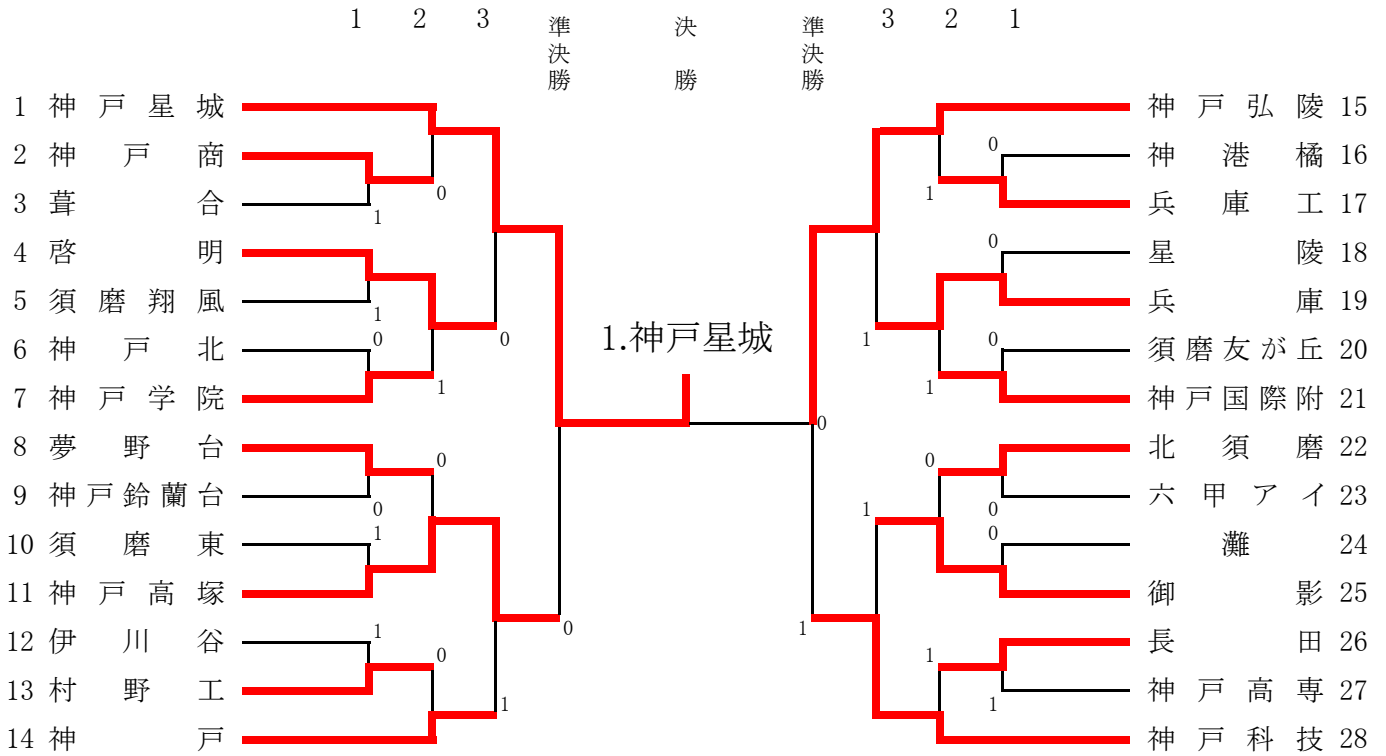 1 2 3 準決勝 決勝 準決勝 3 2 1
1 神戸星城 神戸弘陵 15
2 神戸商 0 神港橘 16
3 葺合 1 0 1 兵庫工 17
4 啓明 0 星陵 18
5 須磨翔風 1 兵庫 19
6 神戸北 0 0 1.神戸星城 1 0 須磨友が丘 20
7 神戸学院 1 1 神戸国際附 21
0
8 夢野台 0 0 北須磨 22
9 神戸鈴蘭台 0 0 六甲アイ 23
10 須磨東 1 1 0 灘 24
11 神戸高塚 御影 25
12 伊川谷 1 0 1 長田 26
13 村野工 0 1 1 神戸高専 27
14 神戸 1 神戸科技 28